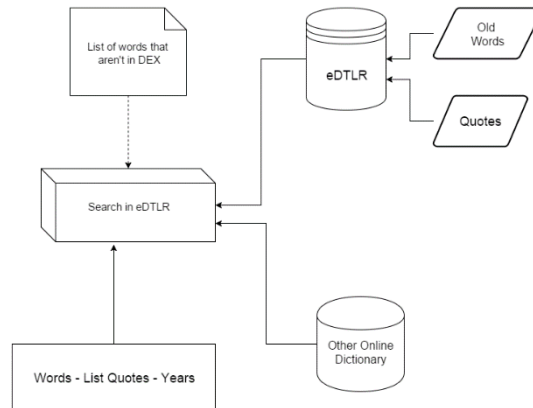 List of words that
aren't in DEX
eDTLR
Old
Words
Quotes
Search in eDTLR
Other Online
Dictionary
Words - List Quotes - Years